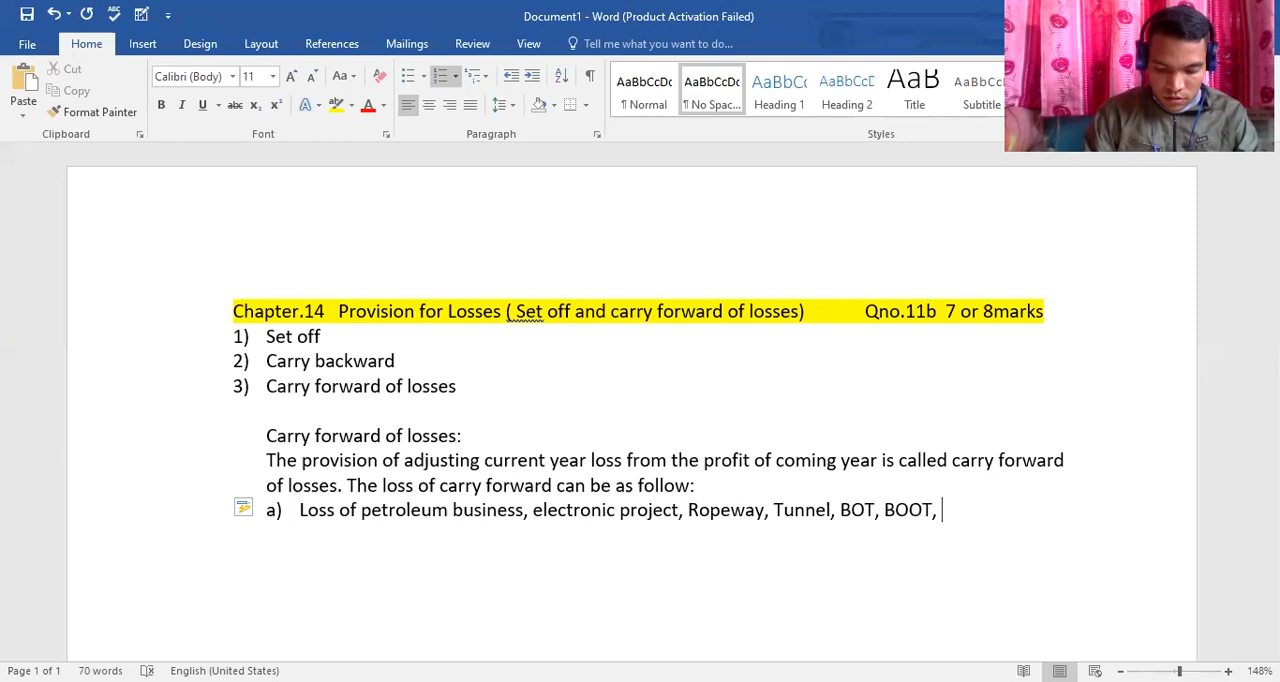 Document1 - Word (Product Activation Failed)
File Home Insert Design Layout References Mailings Review View Tell me what you want to do...
Cut
Copy
Paste
Format Painter
Calibri (Body) 11
AaBbCcDc AaBbCcDc AaBbCc AaBbCcD AaB AaBbCcD
¶ Normal ¶ No Spac... Heading 1 Heading 2 Title Subtitle
Clipboard Font Paragraph Styles
Chapter.14 Provision for Losses ( Set off and carry forward of losses) Qno.11b 7 or 8marks
1) Set off
2) Carry backward
3) Carry forward of losses
Carry forward of losses:
The provision of adjusting current year loss from the profit of coming year is called carry forward
of losses. The loss of carry forward can be as follow:
a) Loss of petroleum business, electronic project, Ropeway, Tunnel, BOT, BOOT,
Page 1 of 1 70 words English (United States) 148%